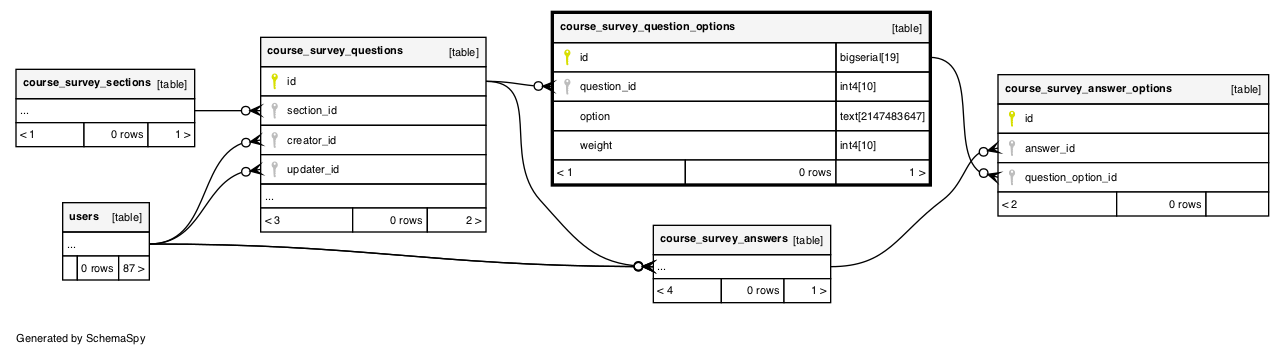 course_survey_sections [table]
...
< 1 0 rows 1 >
users [table]
...
0 rows 87 >
course_survey_questions [table]
id
section_id
creator_id
updater_id
...
< 3 0 rows 2 >
course_survey_question_options [table]
id bigserial[19]
question_id int4[10]
option text[2147483647]
weight int4[10]
< 1 0 rows 1 >
course_survey_answers [table]
...
< 4 0 rows 1 >
course_survey_answer_options [table]
id
answer_id
question_option_id
< 2 0 rows
Generated by SchemaSpy